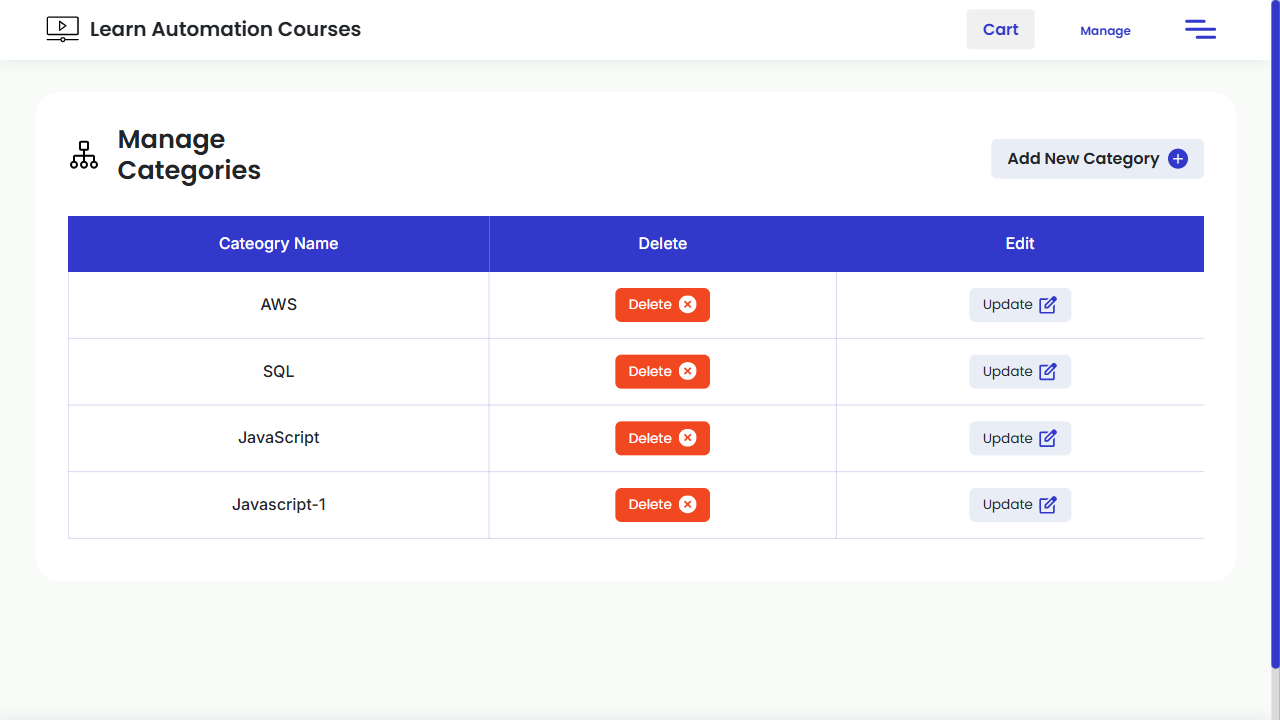 Learn Automation Courses
Cart
Manage
Manage
Categories
Add New Category
Cateogry Name Delete Edit
AWS Delete Update
SQL Delete Update
JavaScript Delete Update
Javascript-1 Delete Update